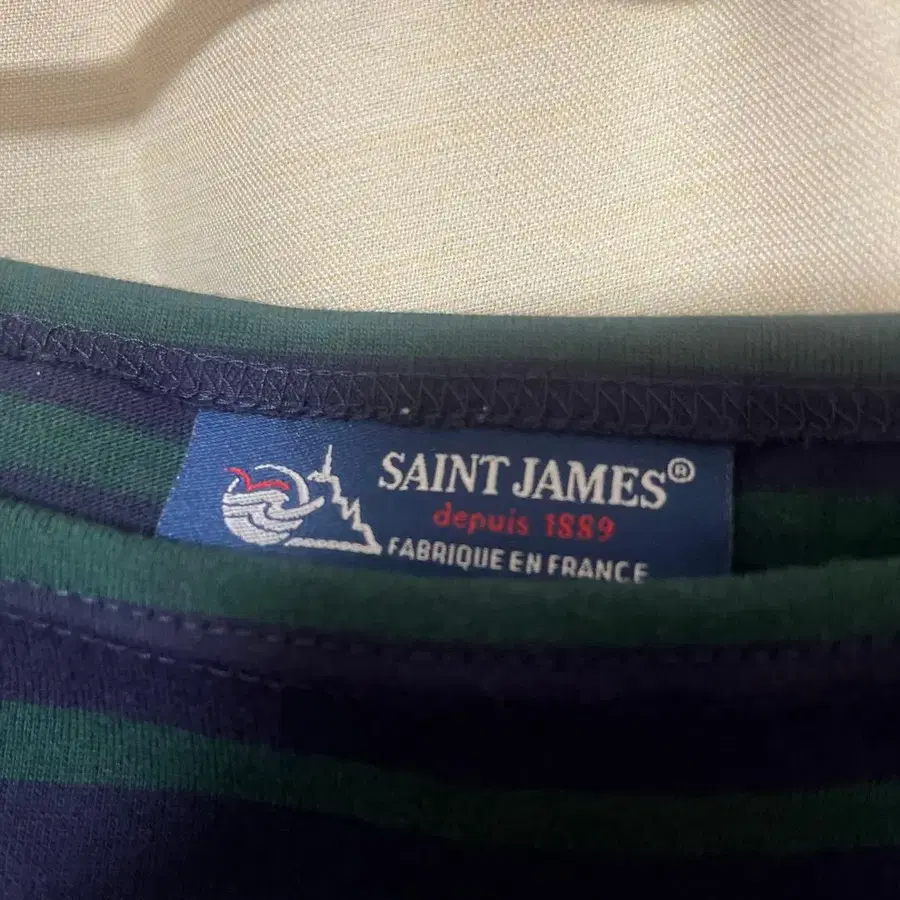 SAINT JAMES®
depuis 1889
FABRIQUE EN FRANCE